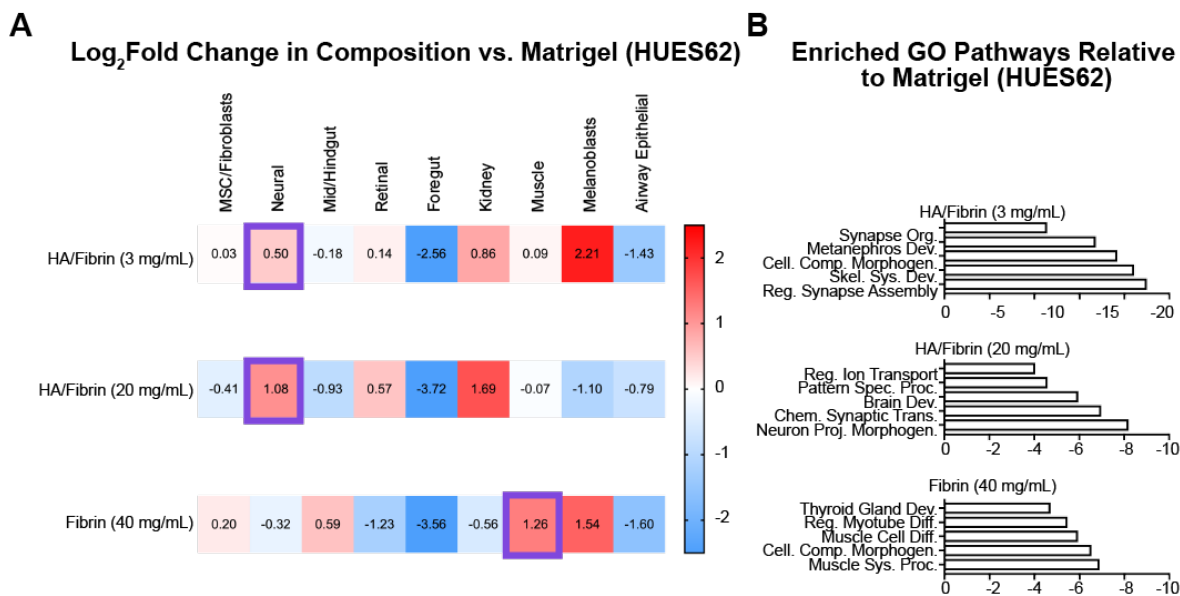 A
Log2Fold Change in Composition vs. Matrigel (HUES62)
MSC/Fibroblasts
Neural
Mid/Hindgut
Retinal
Foregut
Kidney
Muscle
Melanoblasts
Airway Epithelial
HA/Fibrin (3 mg/mL)
0.03 0.50 -0.18 0.14 -2.56 0.86 0.09 2.21 -1.43
HA/Fibrin (20 mg/mL)
-0.41 1.08 -0.93 0.57 -3.72 1.69 -0.07 -1.10 -0.79
Fibrin (40 mg/mL)
0.20 -0.32 0.59 -1.23 -3.56 -0.56 1.26 1.54 -1.60
2
1
0
-1
-2
B
Enriched GO Pathways Relative
to Matrigel (HUES62)
HA/Fibrin (3 mg/mL)
Synapse Org.
Metanephros Dev.
Cell. Comp. Morphogen.
Skel. Sys. Dev.
Reg. Synapse Assembly
0 -5 -10 -15 -20
HA/Fibrin (20 mg/mL)
Reg. Ion Transport
Pattern Spec. Proc.
Brain Dev.
Chem. Synaptic Trans.
Neuron Proj. Morphogen.
0 -2 -4 -6 -8 -10
Fibrin (40 mg/mL)
Thyroid Gland Dev.
Reg. Myotube Diff.
Muscle Cell Diff.
Cell. Comp. Morphogen.
Muscle Sys. Proc.
0 -2 -4 -6 -8 -10